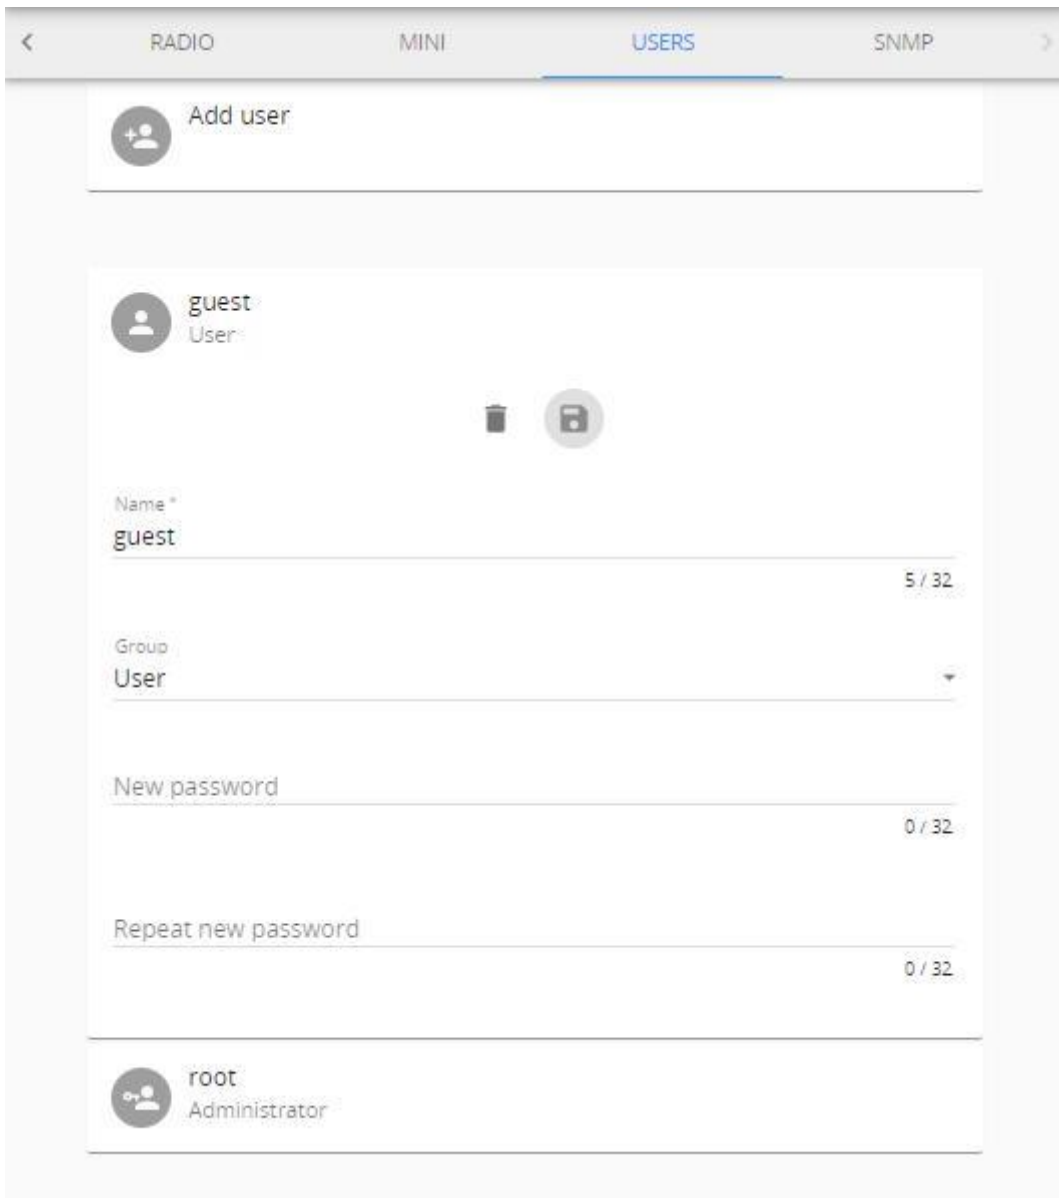 RADIO MINI USERS SNMP
Add user
guest
User
Name *
guest
5 / 32
Group
User
New password
0 / 32
Repeat new password
0 / 32
root
Administrator